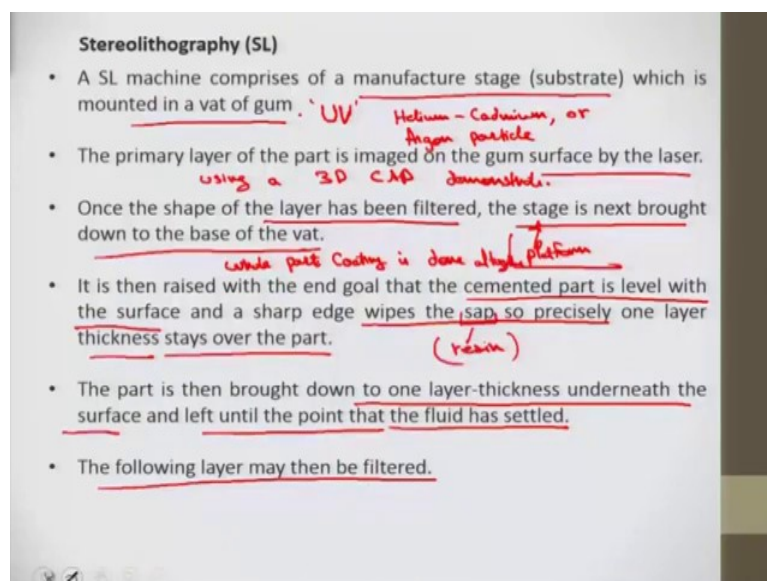 Stereolithography (SL)
• A SL machine comprises of a manufacture stage (substrate) which is
mounted in a vat of gum. 'UV' Helium - Cadmium, or
Argon particle
• The primary layer of the part is imaged on the gum surface by the laser.
using a 3D CAD
• Once the shape of the layer has been filtered, the stage is next brought
down to the base of the vat.
while part Coating is done platform
• It is then raised with the end goal that the cemented part is level with
the surface and a sharp edge wipes the sap so precisely one layer
thickness stays over the part.
(resin)
• The part is then brought down to one layer-thickness underneath the
surface and left until the point that the fluid has settled.
• The following layer may then be filtered.